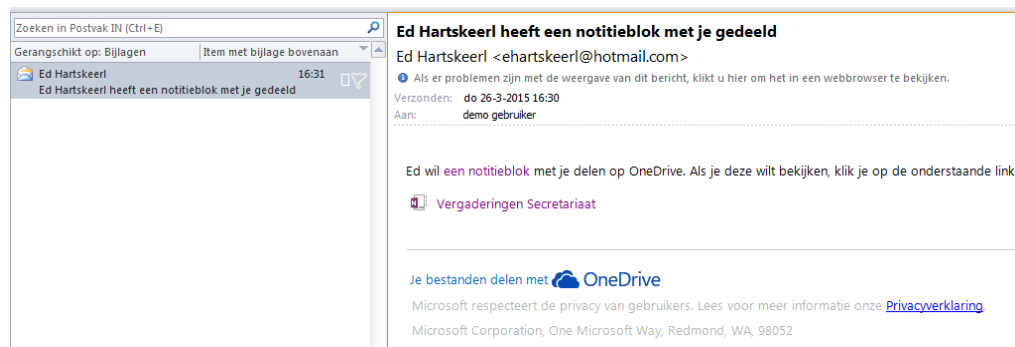 Zoeken in Postvak IN (Ctrl+E)
Gerangschikt op: Bijlagen
Item met bijlage bovenaan
Ed Hartskeerl
16:31
Ed Hartskeerl heeft een notitieblok met je gedeeld
Ed Hartskeerl heeft een notitieblok met je gedeeld
Ed Hartskeerl <ehartskeerl@hotmail.com>
Als er problemen zijn met de weergave van dit bericht, klikt u hier om het in een webbrowser te bekijken.
Verzonden: do 26-3-2015 16:30
Aan: demo gebruiker
Ed wil een notitieblok met je delen op OneDrive. Als je deze wilt bekijken, klik je op de onderstaande link
Vergaderingen Secretariaat
Je bestanden delen met OneDrive
Microsoft respecteert de privacy van gebruikers. Lees voor meer informatie onze Privacyverklaring.
Microsoft Corporation, One Microsoft Way, Redmond, WA, 98052